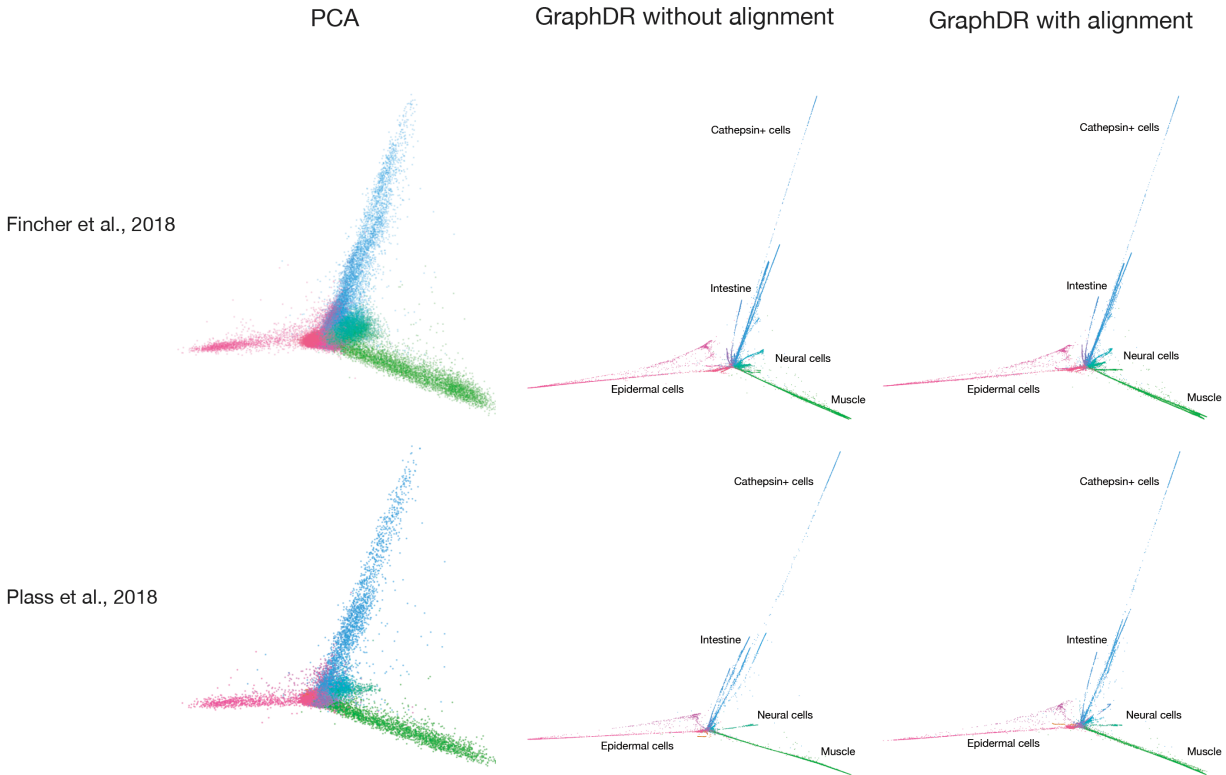 PCA
GraphDR without alignment
GraphDR with alignment
Fincher et al., 2018
Cathepsin+ cells
Intestine
Neural cells
Epidermal cells
Muscle
Cathepsin+ cells
Intestine
Neural cells
Epidermal cells
Muscle
Plass et al., 2018
Cathepsin+ cells
Intestine
Neural cells
Epidermal cells
Muscle
Cathepsin+ cells
Intestine
Neural cells
Epidermal cells
Muscle